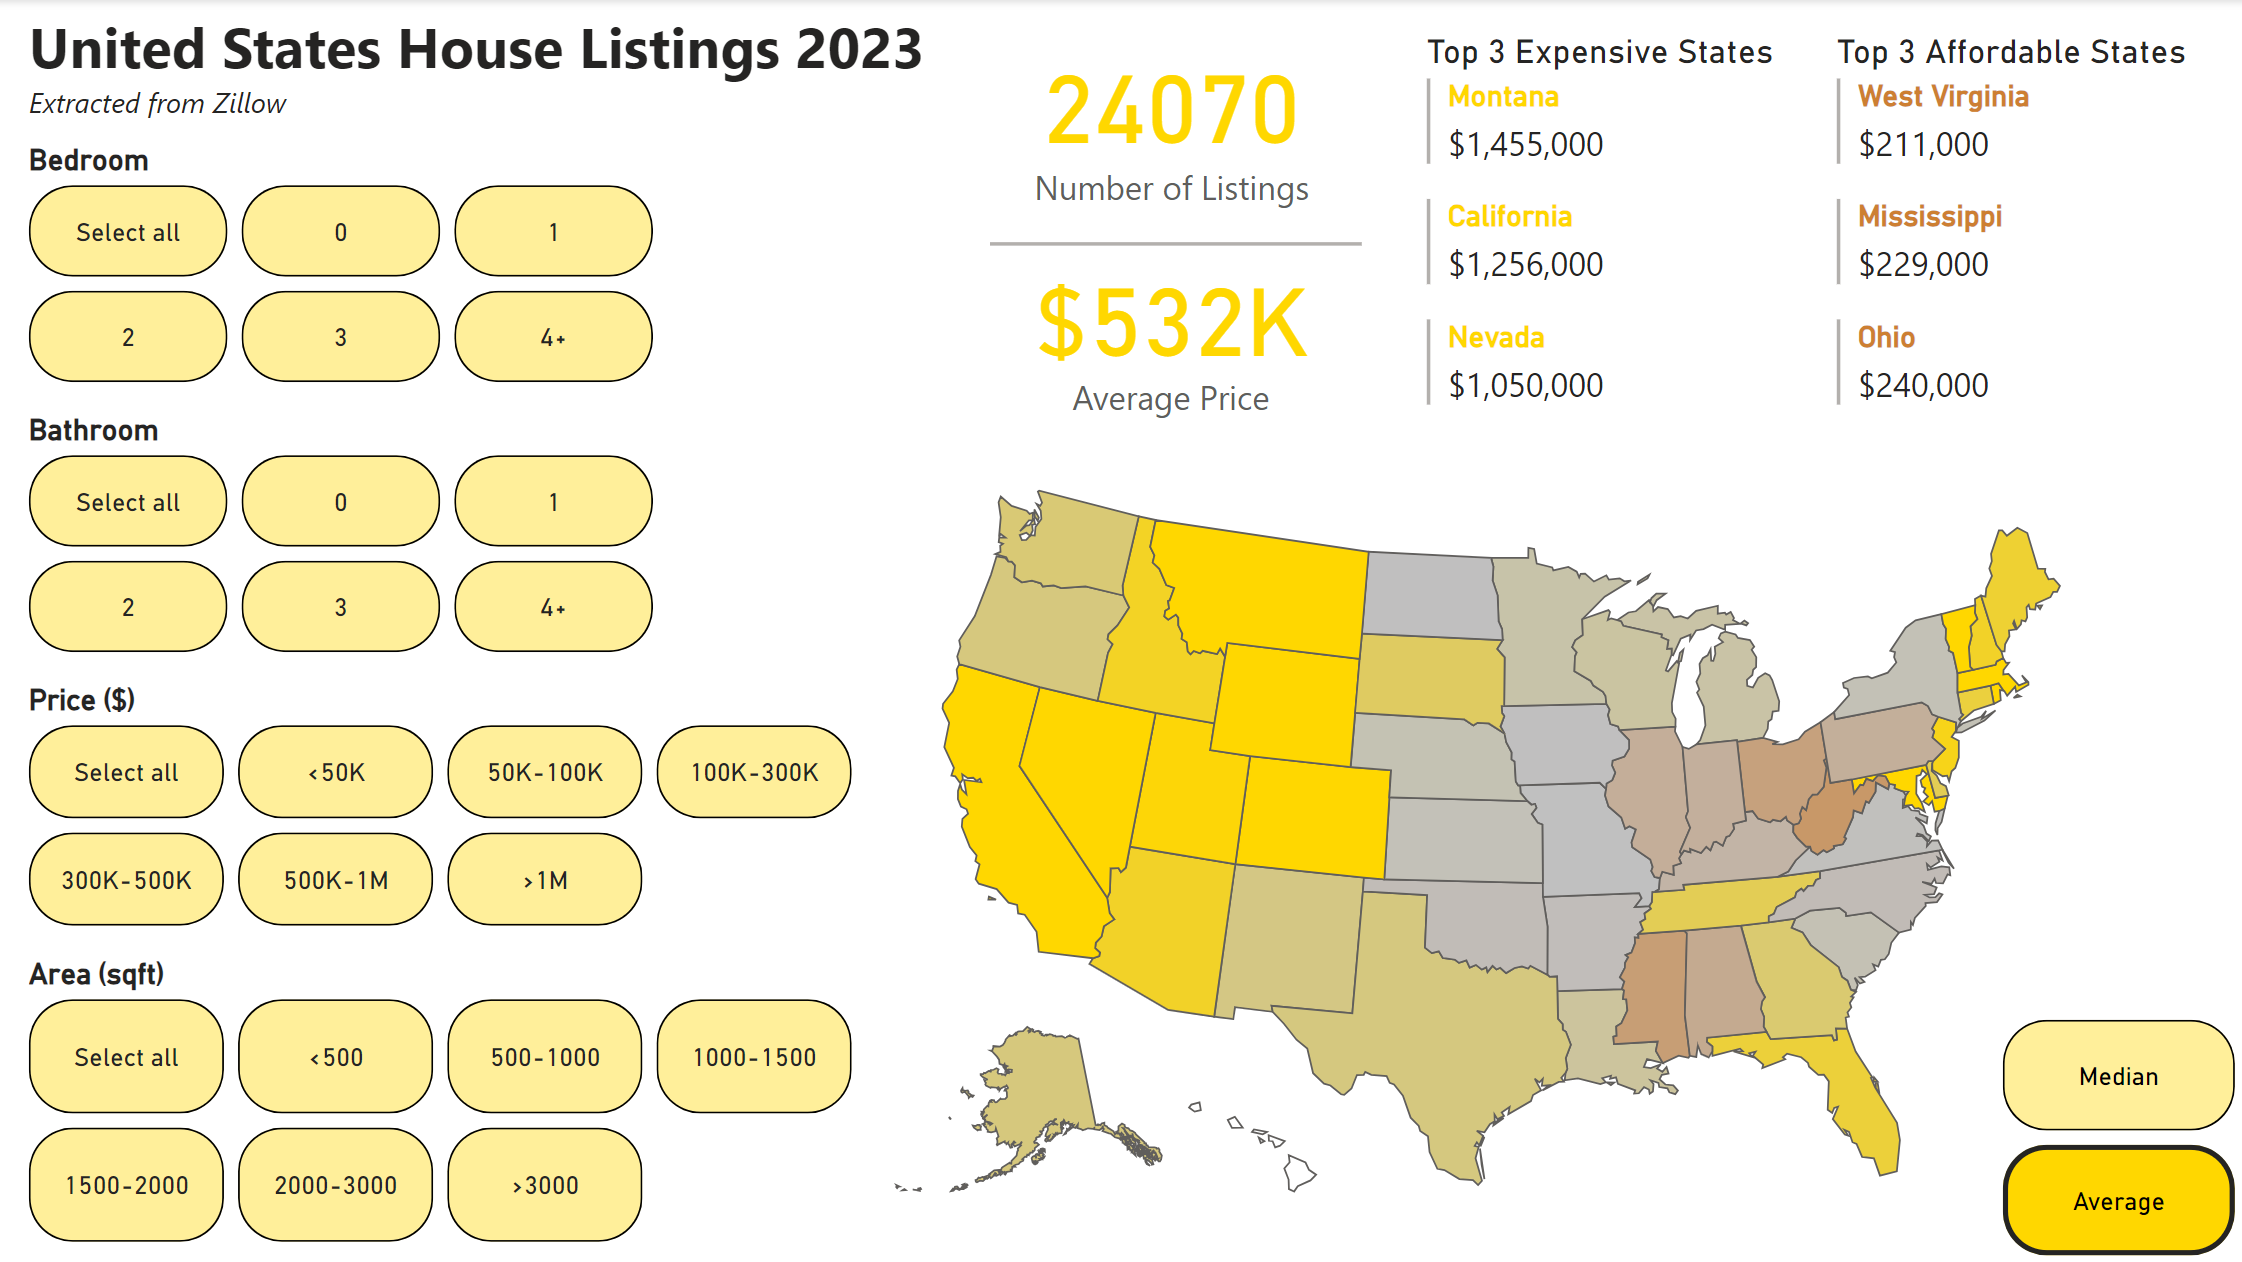 United States House Listings 2023
Extracted from Zillow
Bedroom
Select all
0
1
2
3
4+
Bathroom
Select all
0
1
2
3
4+
Price ($)
Select all
<50K
50K-100K
100K-300K
300K-500K
500K-1M
>1M
Area (sqft)
Select all
<500
500-1000
1000-1500
1500-2000
2000-3000
>3000
24070
Number of Listings
$532K
Average Price
Top 3 Expensive States
Montana
$1,455,000
California
$1,256,000
Nevada
$1,050,000
Top 3 Affordable States
West Virginia
$211,000
Mississippi
$229,000
Ohio
$240,000
Median
Average